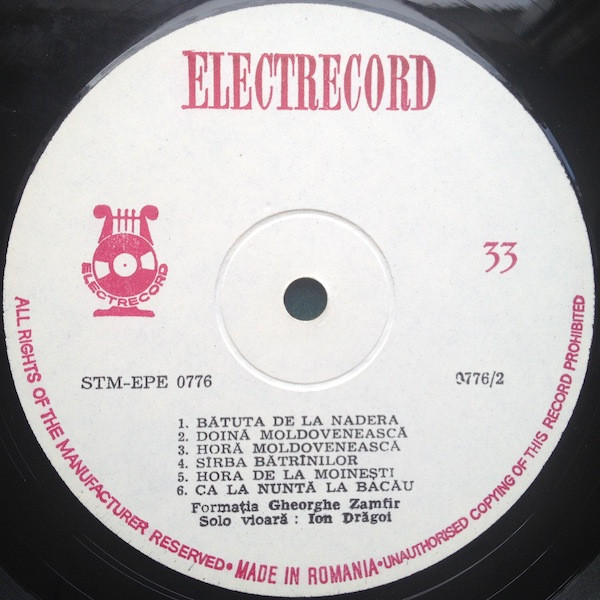 ELECTRECORD
ELECTRECORD
33
STM-EPE 0776
0776/2
1. BĂTUTA DE LA NADERA
2. DOINĂ MOLDOVENEASCĂ
3. HORĂ MOLDOVENEASCĂ
4. SÎRBA BĂTRÎNILOR
5. HORA DE LA MOINEȘTI
6. CA LA NUNTĂ LA BACĂU
Formația Gheorghe Zamfir
Solo vioară : Ion Drăgoi
ALL RIGHTS OF THE MANUFACTURER RESERVED • MADE IN ROMANIA • UNAUTHORISED COPYING OF THIS RECORD PROHIBITED